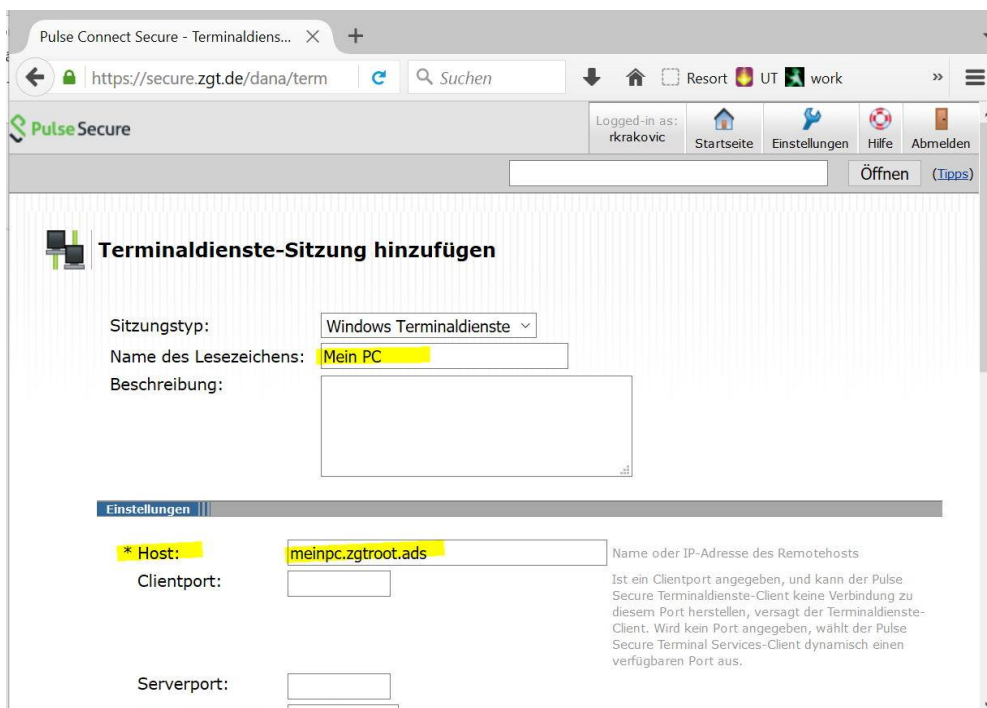 Pulse Connect Secure - Terminaldiens...
https://secure.zgt.de/dana/term
Suchen
Resort
UT
work
Pulse Secure
Logged-in as:
rkrakovic
Startseite
Einstellungen
Hilfe
Abmelden
Öffnen
(Tipps)
Terminaldienste-Sitzung hinzufügen
Sitzungstyp:
Windows Terminaldienste
Name des Lesezeichens:
Mein PC
Beschreibung:
Einstellungen
* Host:
meinpc.zgtroot.ads
Name oder IP-Adresse des Remotehosts
Clientport:
Ist ein Clientport angegeben, und kann der Pulse
Secure Terminaldienste-Client keine Verbindung zu
diesem Port herstellen, versagt der Terminaldienste-
Client. Wird kein Port angegeben, wählt der Pulse
Secure Terminal Services-Client dynamisch einen
verfügbaren Port aus.
Serverport: